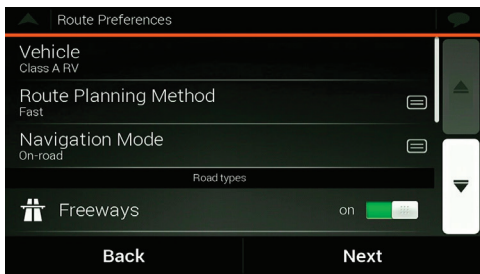 Route Preferences
Vehicle
Class A RV
Route Planning Method
Fast
Navigation Mode
On-road
Road types
Freeways on
Back Next